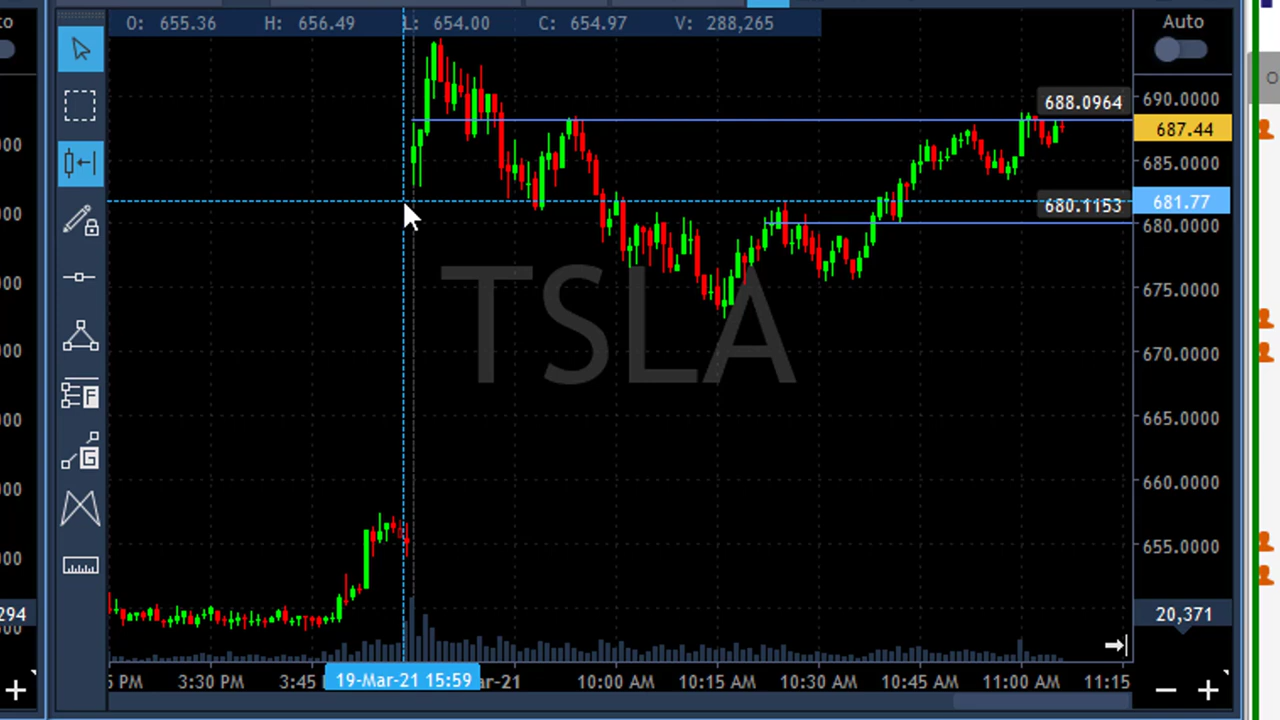 O: 655.36 H: 656.49 L: 654.00 C: 654.97 V: 288,265
Auto
688.0964
690.0000
687.44
685.0000
680.1153
681.77
680.0000
TSLA
675.0000
670.0000
665.0000
660.0000
655.0000
294
20,371
PM 3:30 PM 3:45 19-Mar-21 15:59 ar-21 10:00 AM 10:15 AM 10:30 AM 10:45 AM 11:00 AM 11:15
F
G